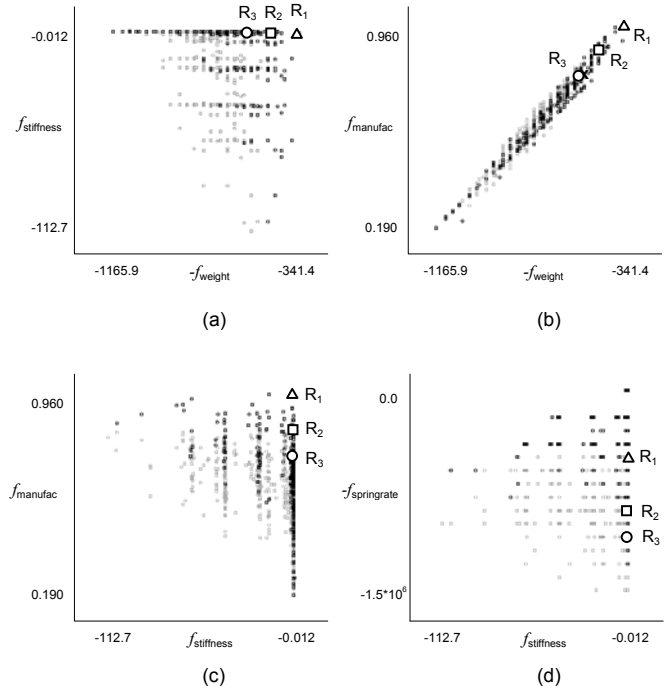 R3 R2 R1
-0.012
fstiffness
-112.7
-1165.9 -fweight -341.4
(a)
R1
0.960
R3 R2
fmanufac
0.190
-1165.9 -fweight -341.4
(b)
R1
0.960
R2
R3
fmanufac
0.190
-112.7 fstiffness -0.012
(c)
0.0
R1
-fspringrate
R2
R3
-1.5*10^6
-112.7 fstiffness -0.012
(d)